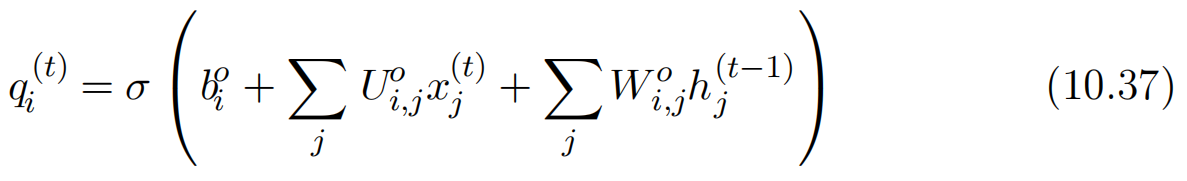 q_i^{(t)} = \sigma \left( b_i^o + \sum_j U_{i,j}^o x_j^{(t)} + \sum_j W_{i,j}^o h_j^{(t-1)} \right) (10.37)